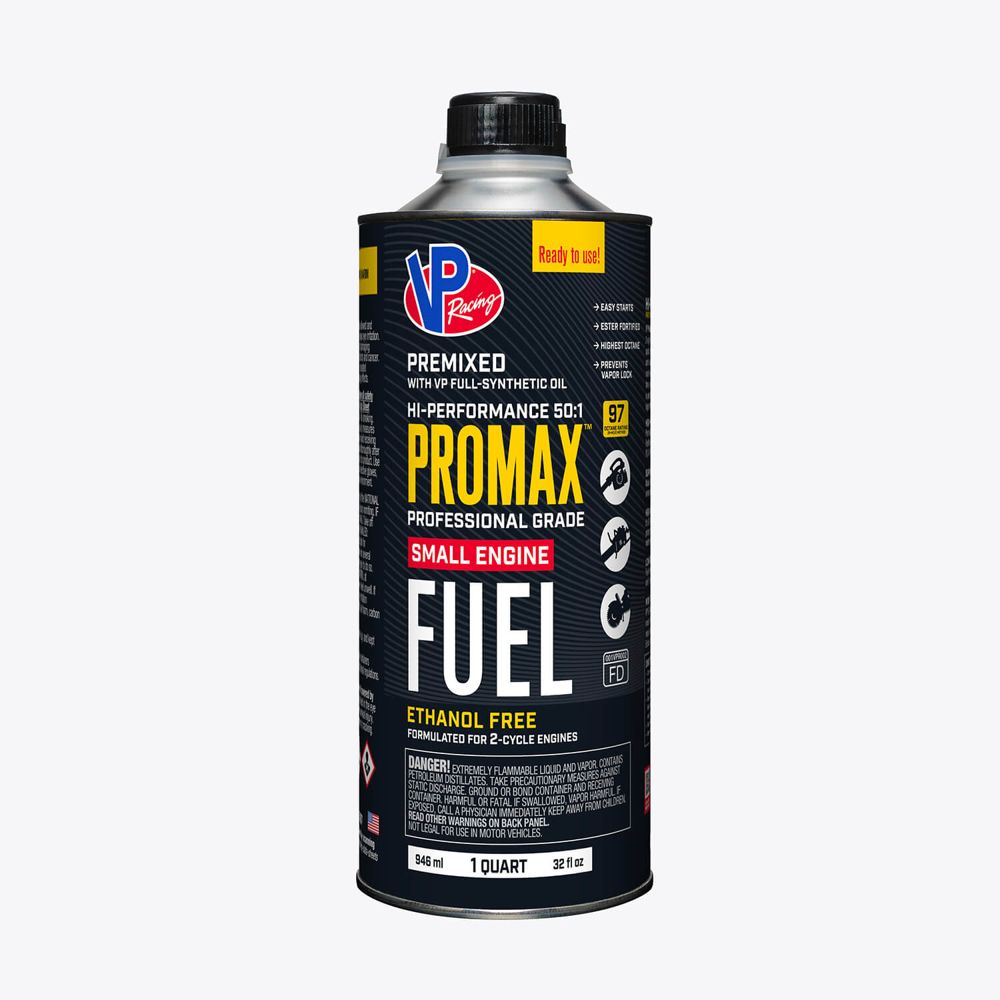 Ready to use!
VP
Racing
→ EASY STARTS
→ ESTER FORTIFIED
→ HIGHEST OCTANE
→ PREVENTS
VAPOR LOCK
PREMIXED
WITH VP FULL-SYNTHETIC OIL
HI-PERFORMANCE 50:1
PROMAX™
PROFESSIONAL GRADE
SMALL ENGINE
FUEL
97
OCTANE RATING
001VPR002
FD
ETHANOL FREE
FORMULATED FOR 2-CYCLE ENGINES
DANGER! EXTREMELY FLAMMABLE LIQUID AND VAPOR. CONTAINS
PETROLEUM DISTILLATES. TAKE PRECAUTIONARY MEASURES AGAINST
STATIC DISCHARGE. GROUND OR BOND CONTAINER AND RECEIVING
CONTAINER. HARMFUL OR FATAL IF SWALLOWED. VAPOR HARMFUL. IF
EXPOSED, CALL A PHYSICIAN IMMEDIATELY. KEEP AWAY FROM CHILDREN.
READ OTHER WARNINGS ON BACK PANEL.
NOT LEGAL FOR USE IN MOTOR VEHICLES.
946 ml 1 QUART 32 fl oz